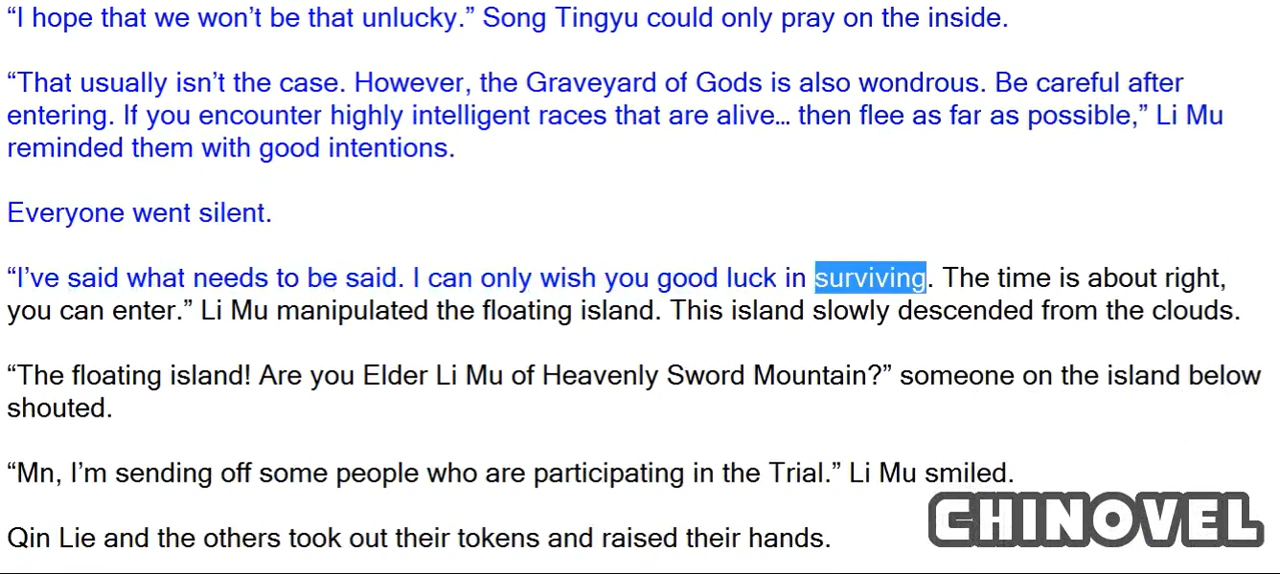 “I hope that we won’t be that unlucky.” Song Tingyu could only pray on the inside.
“That usually isn’t the case. However, the Graveyard of Gods is also wondrous. Be careful after
entering. If you encounter highly intelligent races that are alive… then flee as far as possible,” Li Mu
reminded them with good intentions.
Everyone went silent.
“I’ve said what needs to be said. I can only wish you good luck in surviving. The time is about right,
you can enter.” Li Mu manipulated the floating island. This island slowly descended from the clouds.
“The floating island! Are you Elder Li Mu of Heavenly Sword Mountain?” someone on the island below
shouted.
“Mn, I’m sending off some people who are participating in the Trial.” Li Mu smiled.
Qin Lie and the others took out their tokens and raised their hands.
CHINOVEL